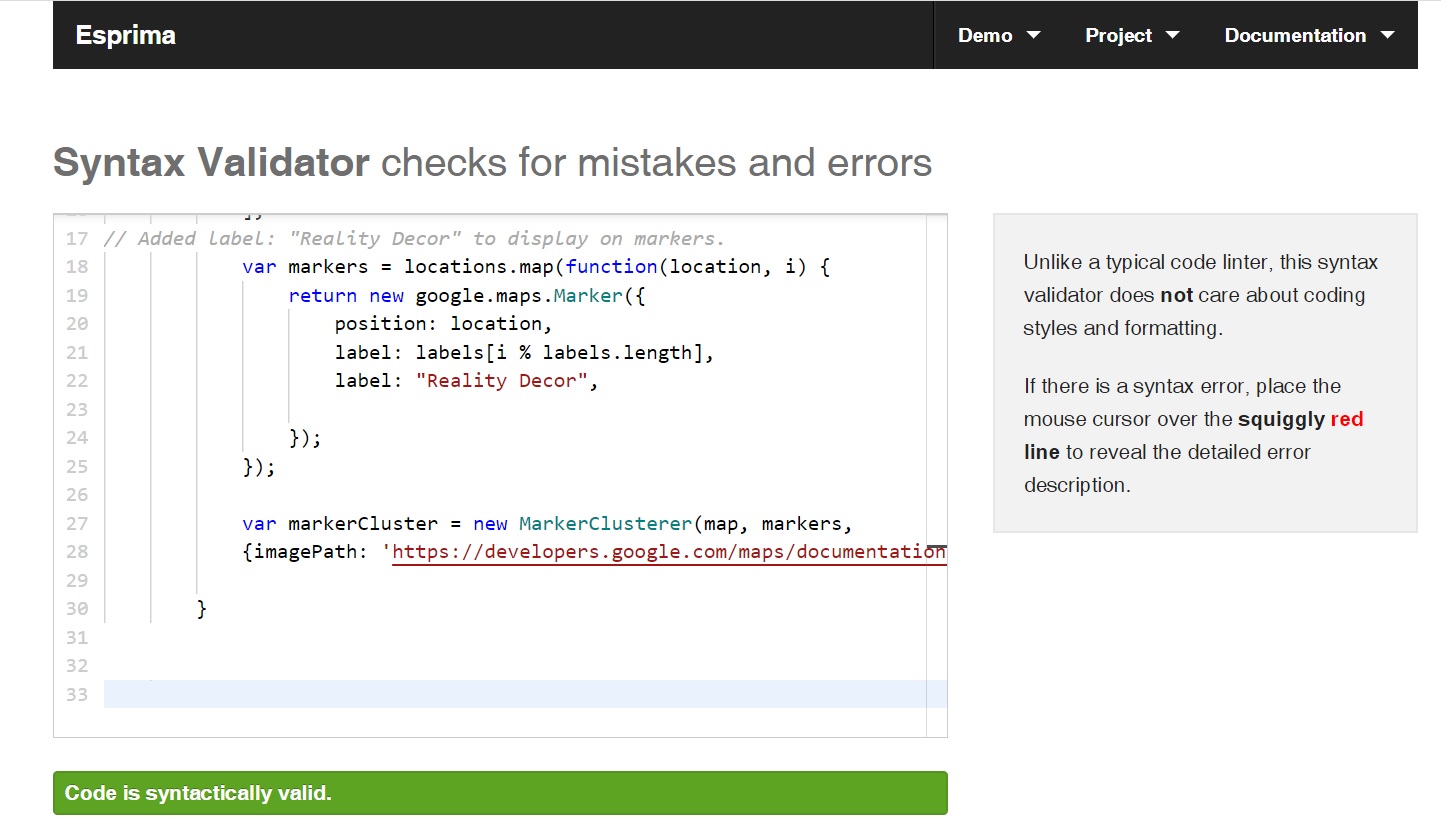 Esprima
Demo
Project
Documentation
Syntax Validator checks for mistakes and errors
17 // Added label: "Reality Decor" to display on markers.
18 var markers = locations.map(function(location, i) {
19 return new google.maps.Marker({
20 position: location,
21 label: labels[i % labels.length],
22 label: "Reality Decor",
23
24 });
25 });
26
27 var markerCluster = new MarkerClusterer(map, markers,
28 {imagePath: 'https://developers.google.com/maps/documentation
29
30 }
31
32
33
Code is syntactically valid.
Unlike a typical code linter, this syntax
validator does not care about coding
styles and formatting.
If there is a syntax error, place the
mouse cursor over the squiggly red
line to reveal the detailed error
description.